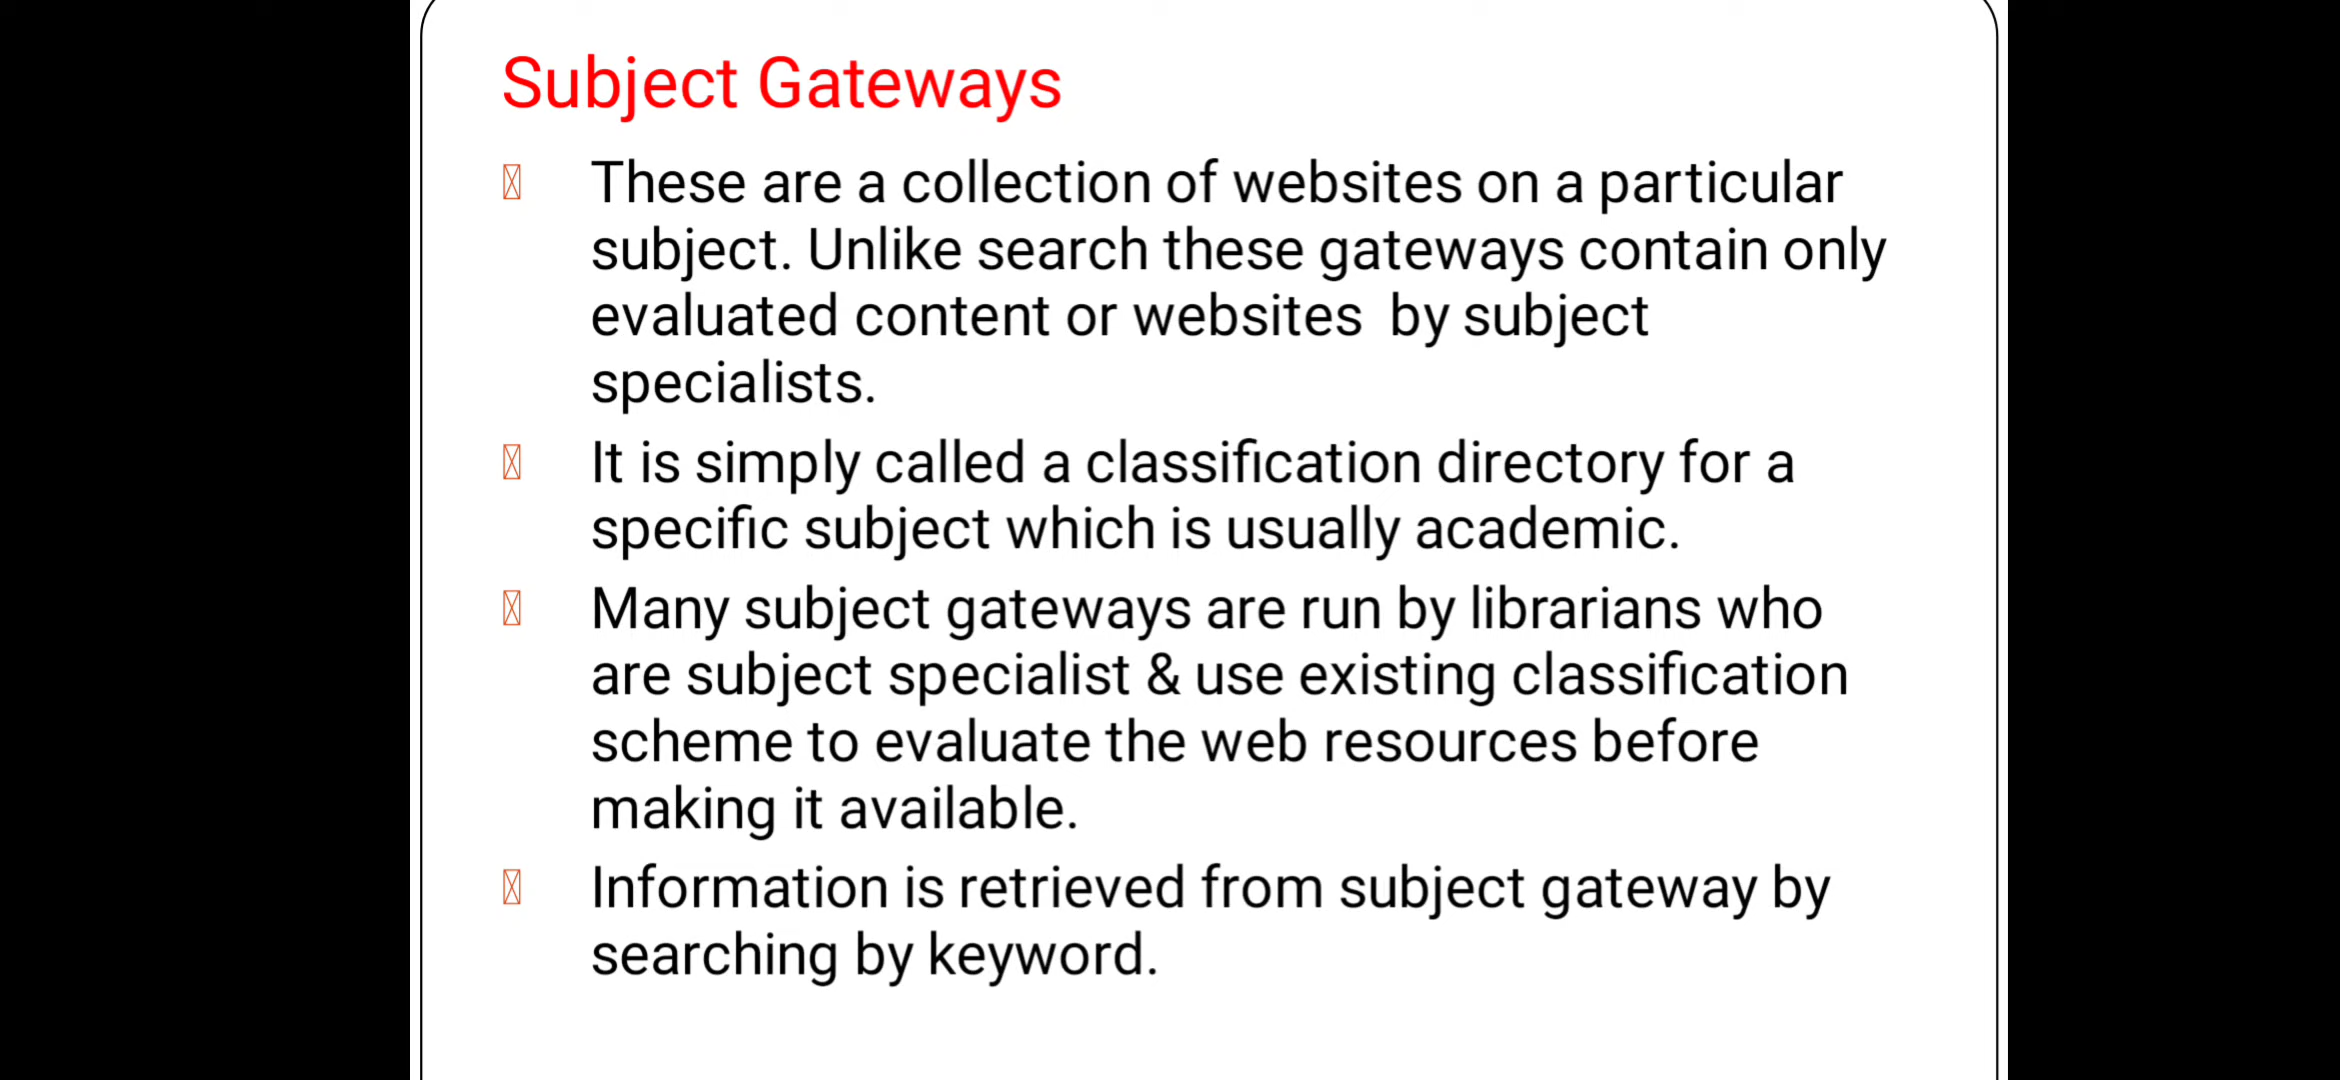 Subject Gateways
These are a collection of websites on a particular
subject. Unlike search these gateways contain only
evaluated content or websites  by subject
specialists.
It is simply called a classification directory for a
specific subject which is usually academic.
Many subject gateways are run by librarians who
are subject specialist & use existing classification
scheme to evaluate the web resources before
making it available.
Information is retrieved from subject gateway by
searching by keyword.